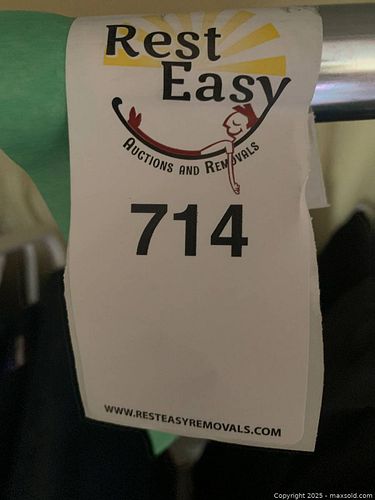 Rest
Easy
AUCTIONS AND REMOVALS
714
WWW.RESTEASYREMOVALS.COM
Copyright 2025 - maxsold.com